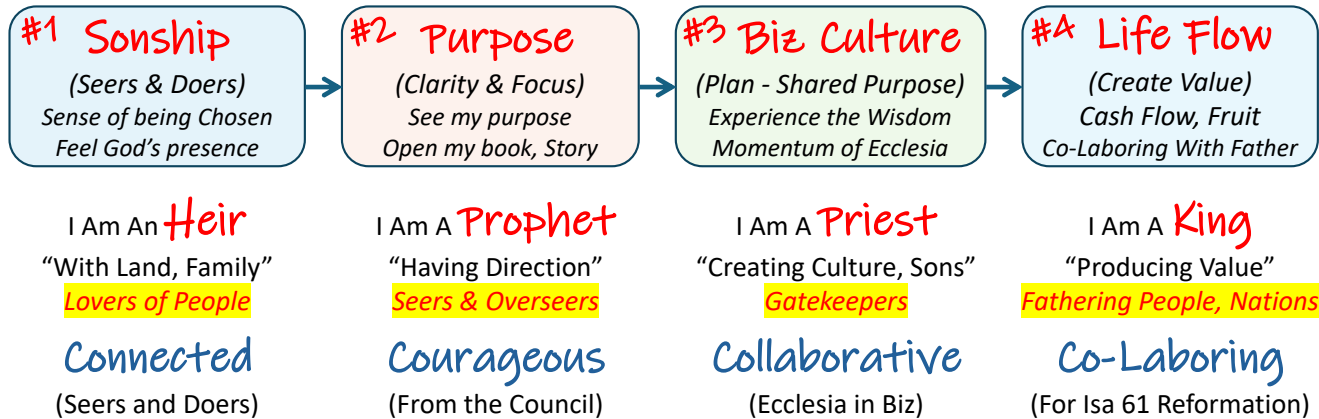 #1 Sonship
(Seers & Doers)
Sense of being Chosen
Feel God's presence
#2 Purpose
(Clarity & Focus)
See my purpose
Open my book, Story
#3 Biz Culture
(Plan - Shared Purpose)
Experience the Wisdom
Momentum of Ecclesia
#4 Life Flow
(Create Value)
Cash Flow, Fruit
Co-Laboring With Father
I Am An Heir
“With Land, Family”
Lovers of People
Connected
(Seers and Doers)
I Am A Prophet
“Having Direction”
Seers & Overseers
Courageous
(From the Council)
I Am A Priest
“Creating Culture, Sons”
Gatekeepers
Collaborative
(Ecclesia in Biz)
I Am A King
“Producing Value”
Fathering People, Nations
Co-Laboring
(For Isa 61 Reformation)